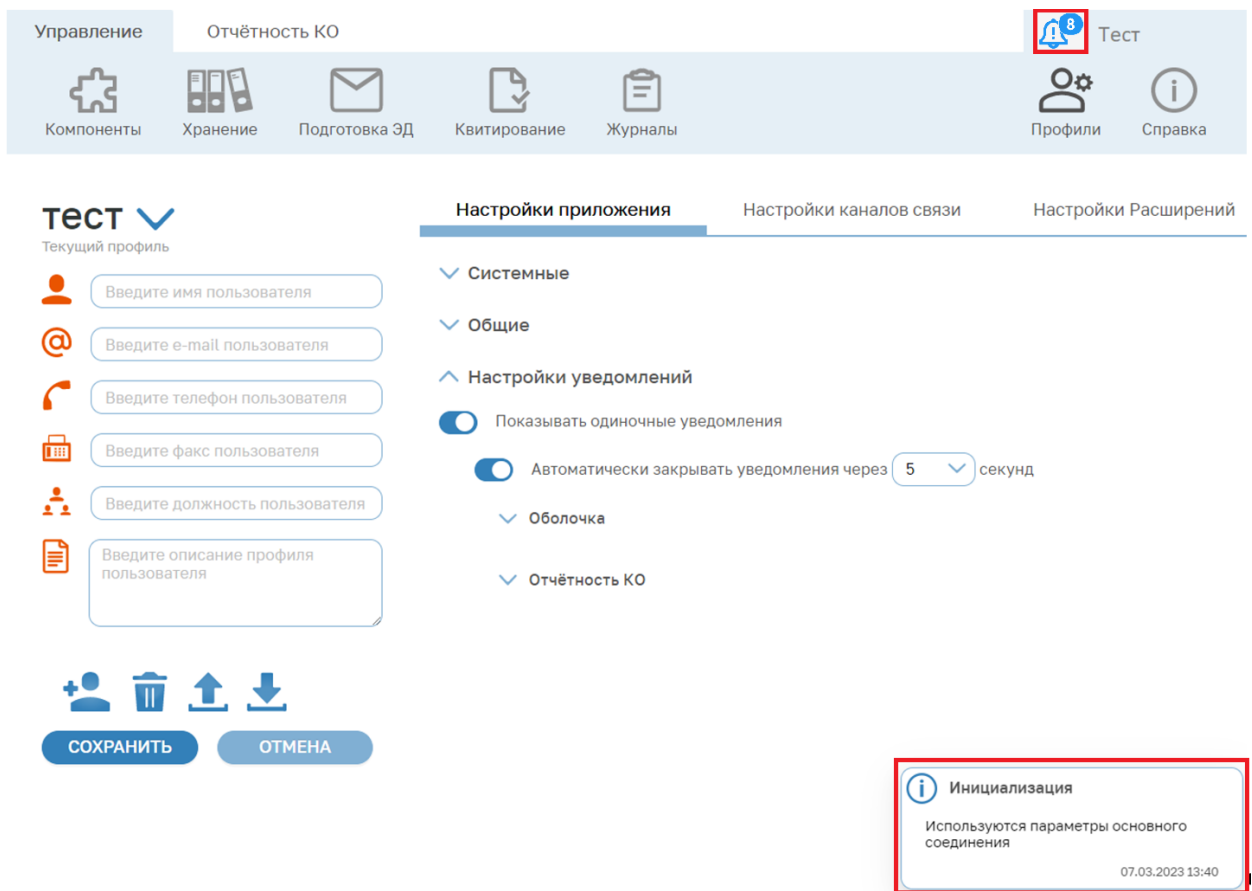 Управление
Отчётность КО
8
Тест
Компоненты
Хранение
Подготовка ЭД
Квитирование
Журналы
Профили
Справка
тест
Текущий профиль
Введите имя пользователя
Введите e-mail пользователя
Введите телефон пользователя
Введите факс пользователя
Введите должность пользователя
Введите описание профиля
пользователя
СОХРАНИТЬ
ОТМЕНА
Настройки приложения
Настройки каналов связи
Настройки Расширений
Системные
Общие
Настройки уведомлений
Показывать одиночные уведомления
Автоматически закрывать уведомления через 5 секунд
Оболочка
Отчётность КО
Инициализация
Используются параметры основного
соединения
07.03.2023 13:40